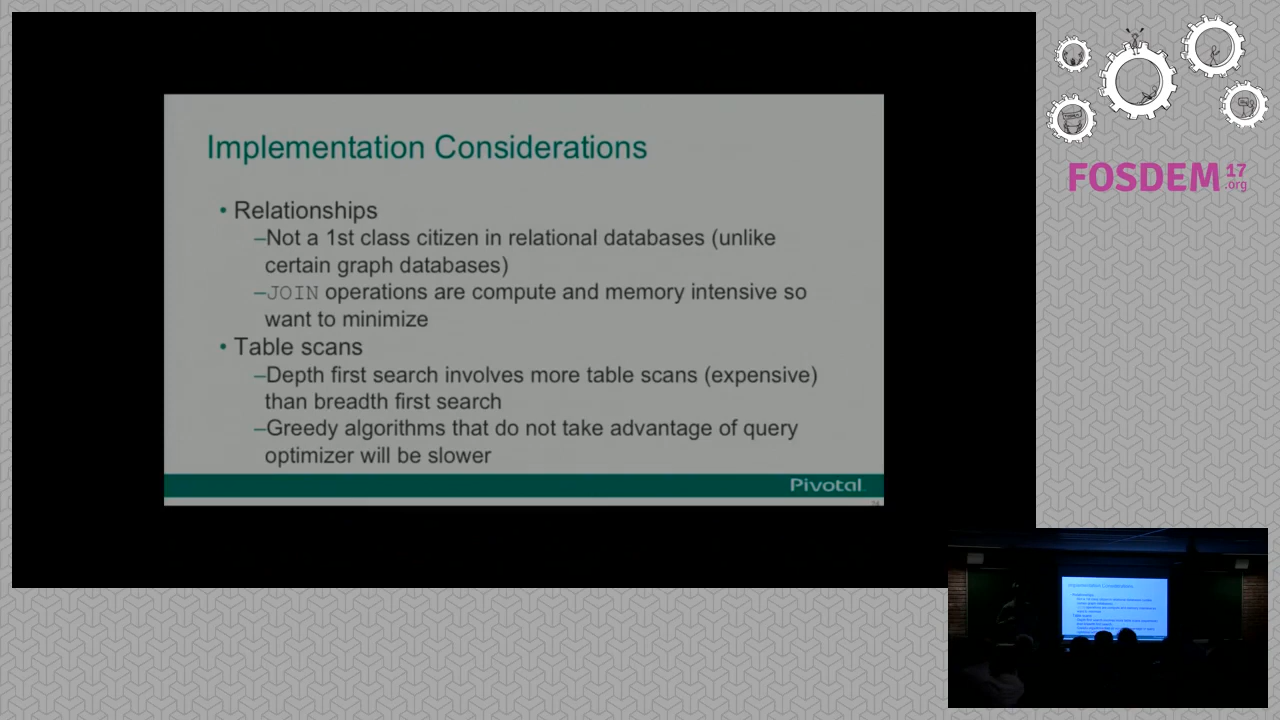 Implementation Considerations
• Relationships
–Not a 1st class citizen in relational databases (unlike
certain graph databases)
–JOIN operations are compute and memory intensive so
want to minimize
• Table scans
–Depth first search involves more table scans (expensive)
than breadth first search
–Greedy algorithms that do not take advantage of query
optimizer will be slower
Pivotal
FOSDEM 17
.org
Implementation Considerations